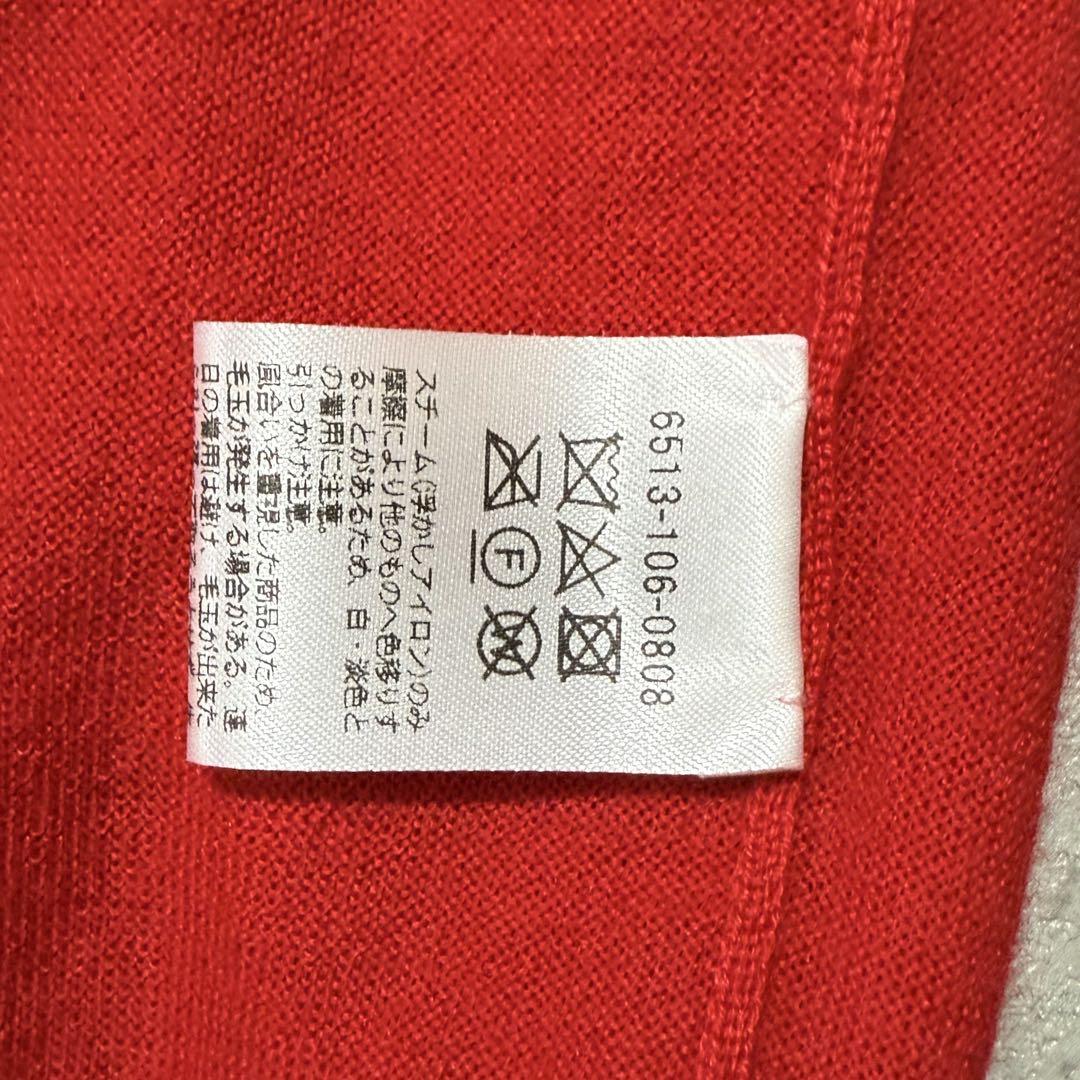 6513-106-0808
F
W
スチーム(浮かしアイロン)のみ
摩擦により他のものへ色移りす
ることがあるため、白・淡色と
の着用に注意。
引っかけ注意。
風合いを重視した商品のため、
毛玉が発生する場合がある。連
日の着用は避け、毛玉が出来た